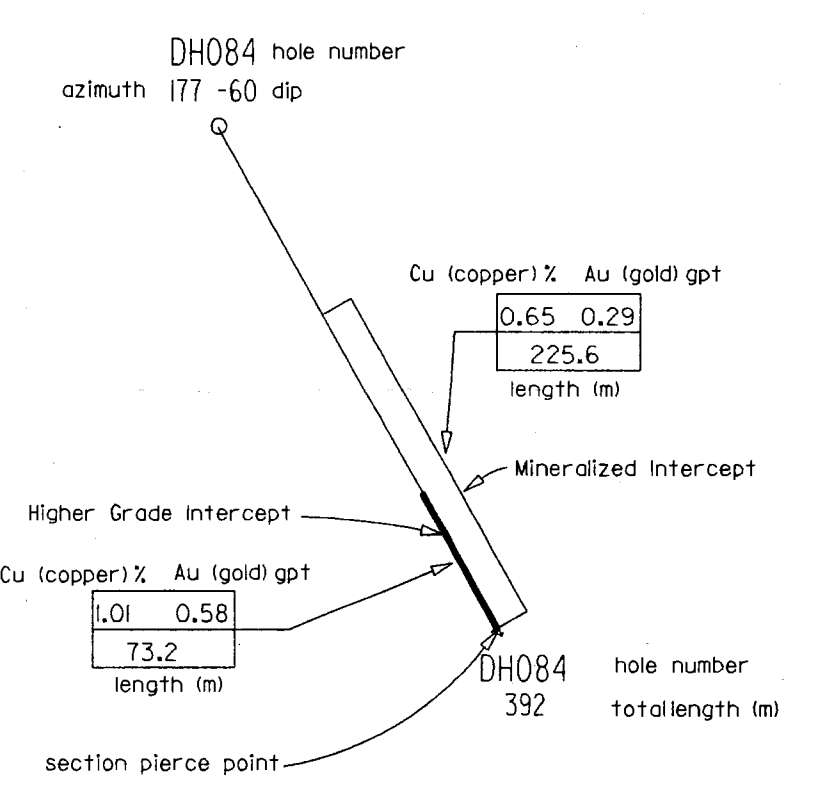 DH084 hole number
azimuth 177 -60 dip
Cu (copper) % Au (gold) gpt
0.65 0.29
225.6
length (m)
Mineralized Intercept
Higher Grade Intercept
Cu (copper) % Au (gold) gpt
1.01 0.58
73.2
length (m)
DH084 hole number
392 total length (m)
section pierce point